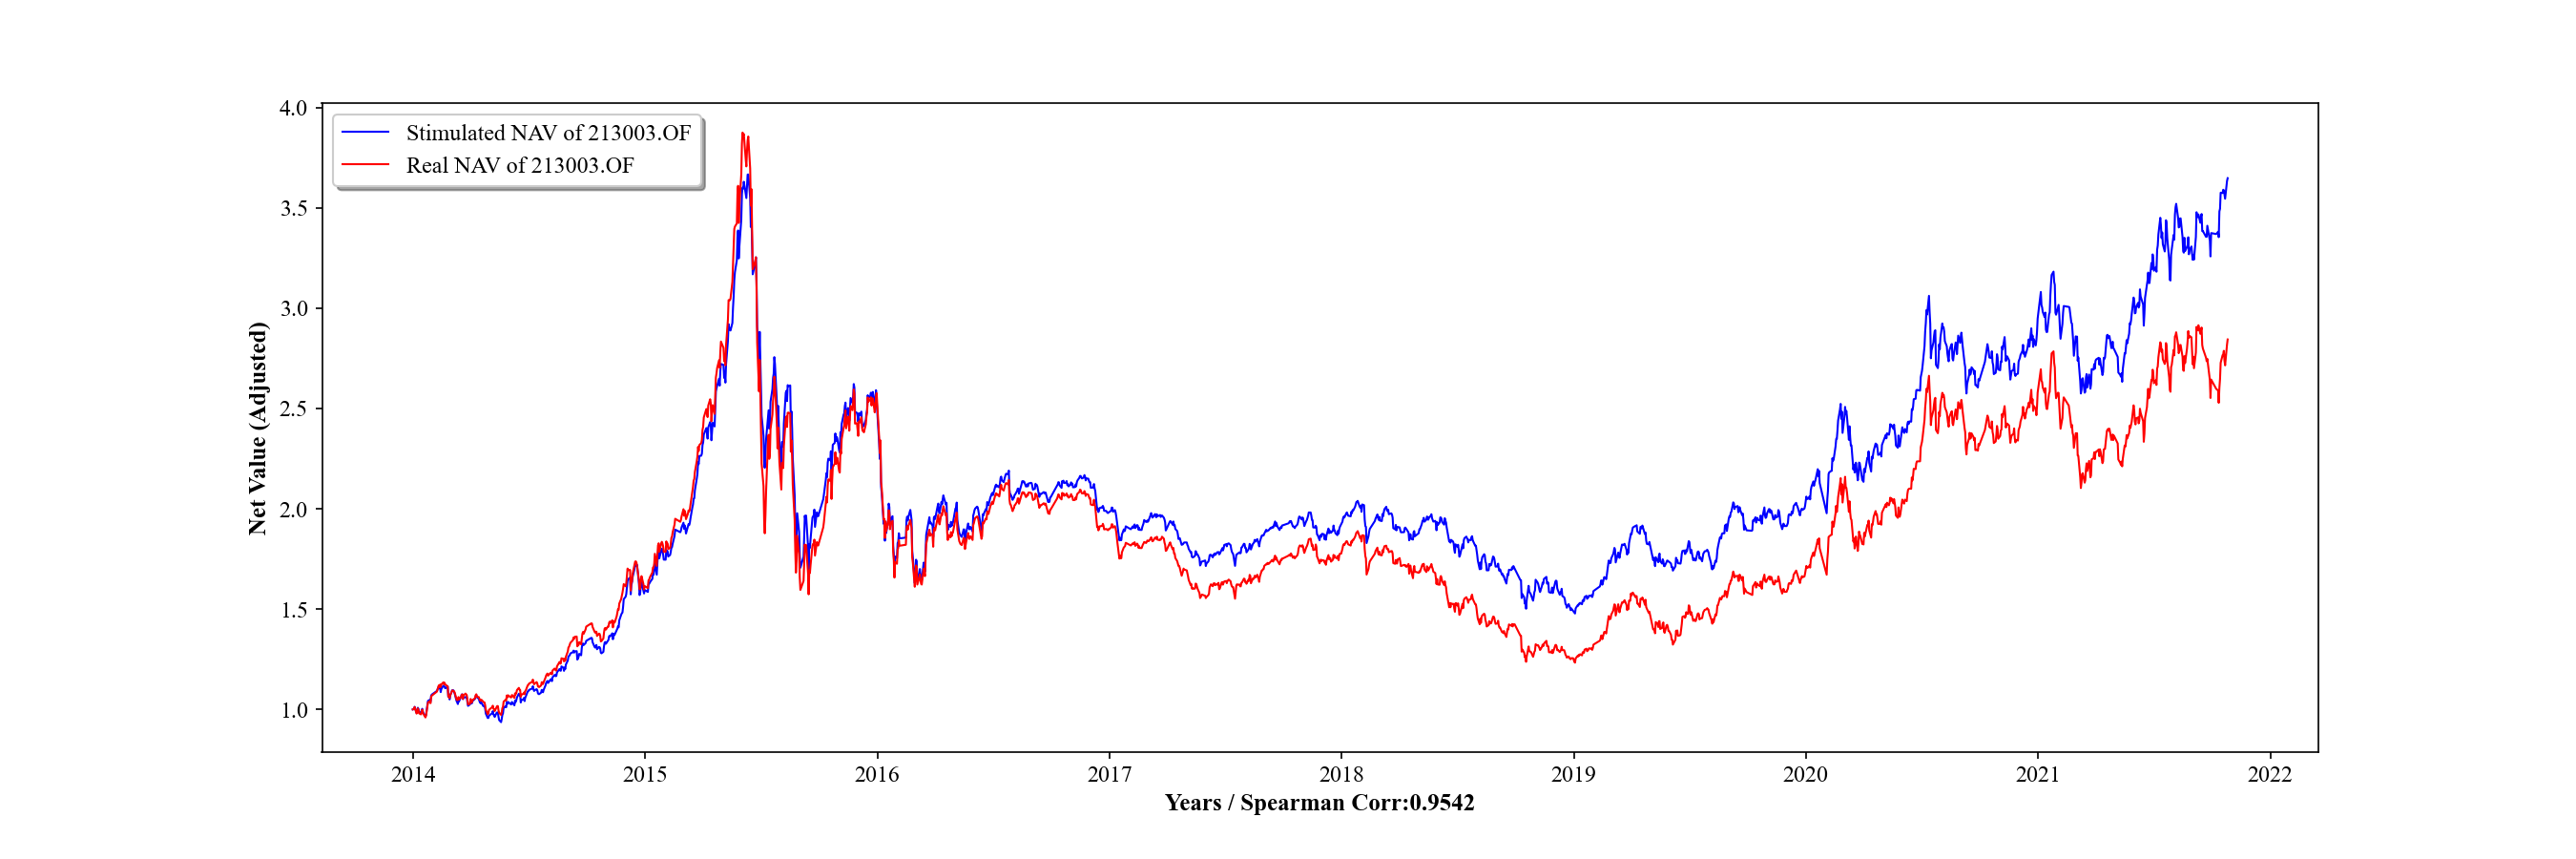 Stimulated NAV of 213003.OF
Real NAV of 213003.OF
4.0
3.5
3.0
2.5
2.0
1.5
1.0
Net Value (Adjusted)
2014 2015 2016 2017 2018 2019 2020 2021 2022
Years / Spearman Corr:0.9542